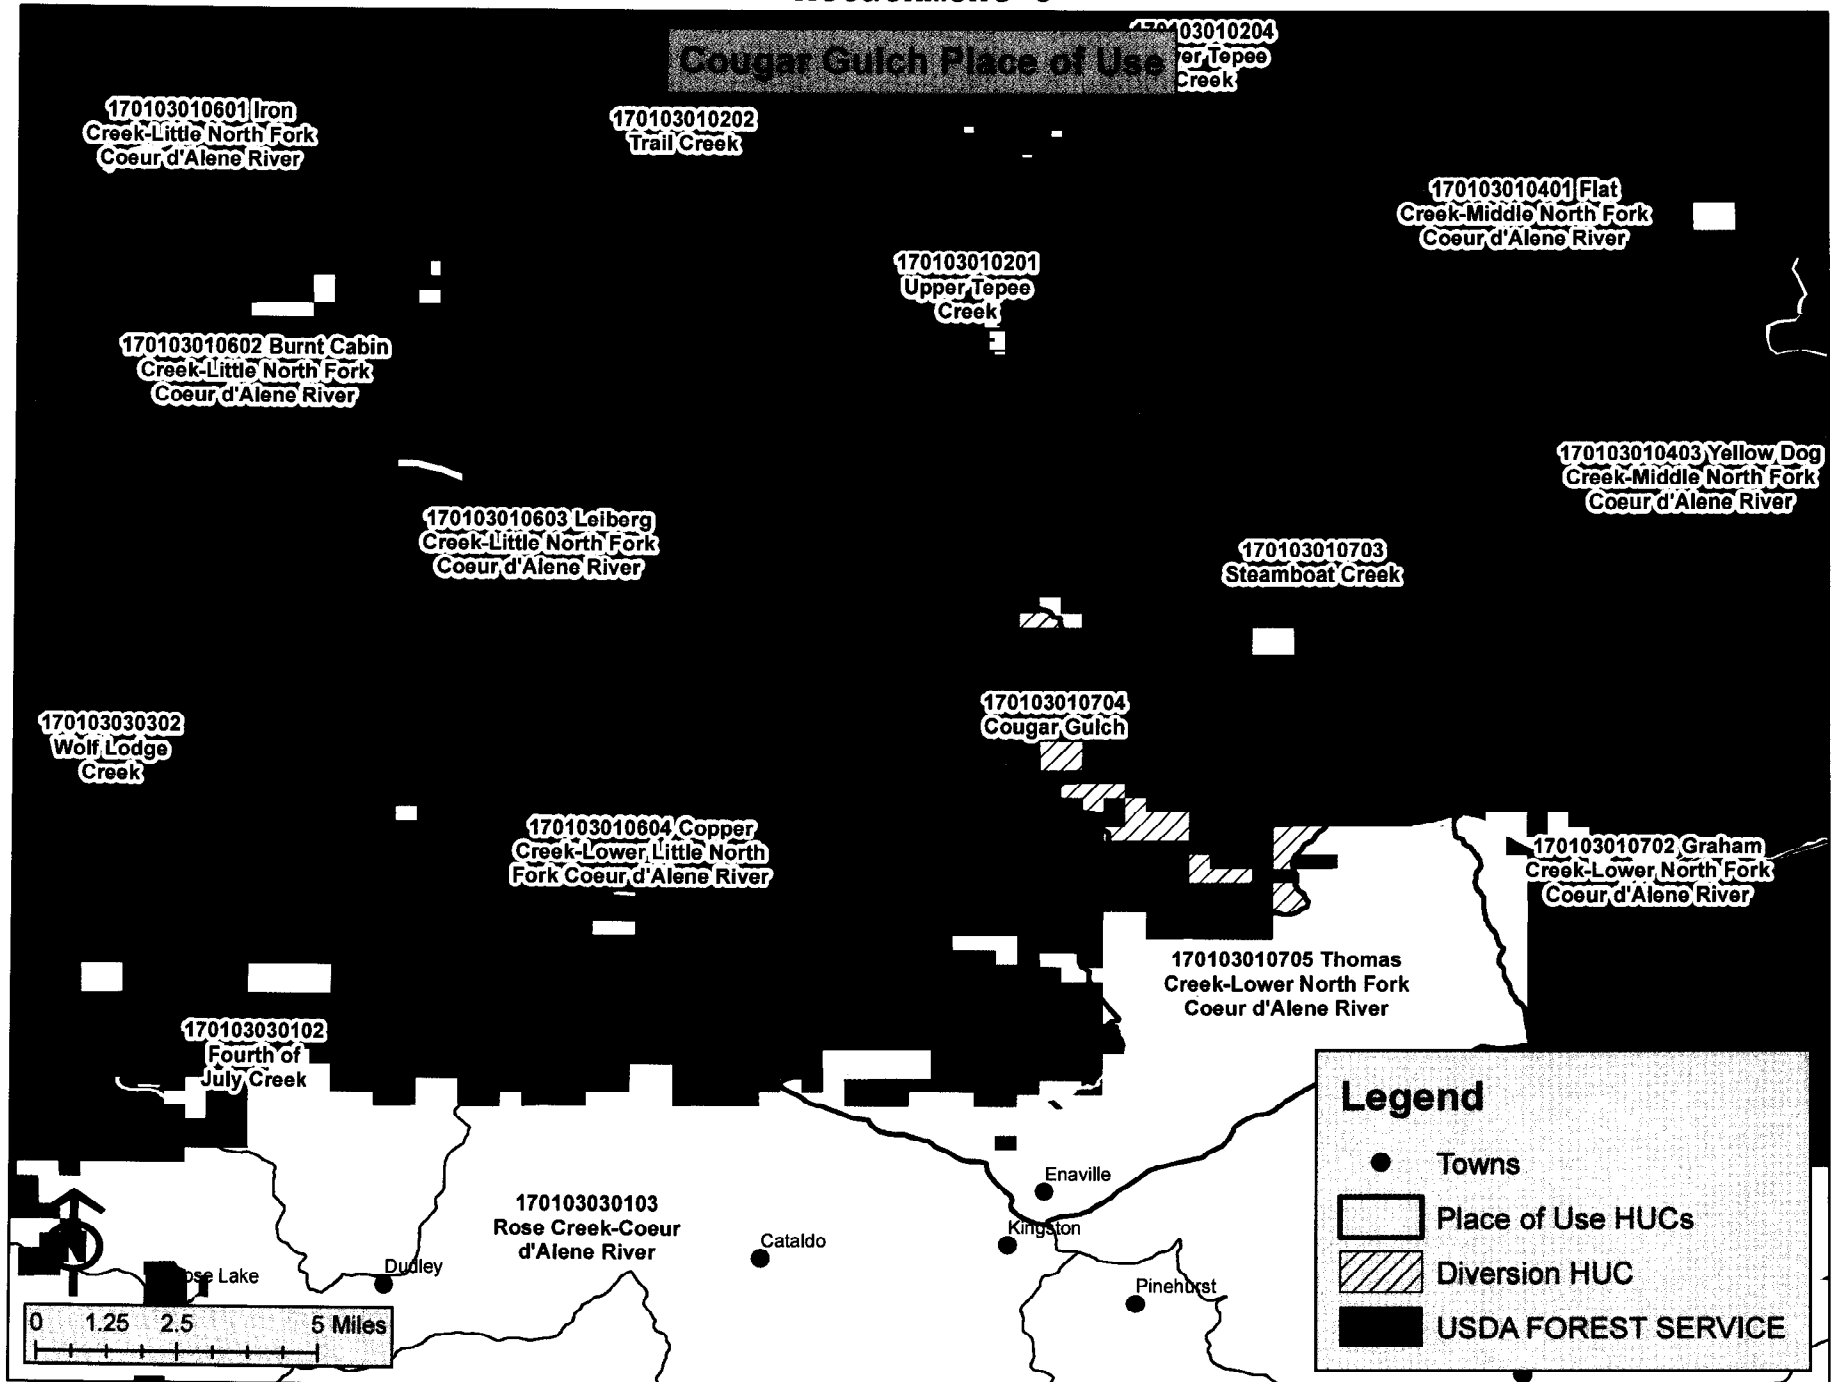 Cougar Gulch Place of Use
170103010601 Iron
Creek-Little North Fork
Coeur d'Alene River
170103010202
Trail Creek
Creek
170103010401 Flat
Creek-Middle North Fork
Coeur d'Alene River
170103010201
Upper Tepee
Creek
170103010602 Burnt Cabin
Creek-Little North Fork
Coeur d'Alene River
170103010403 Yellow Dog
Creek-Middle North Fork
Coeur d'Alene River
170103010603 Leiberg
Creek-Little North Fork
Coeur d'Alene River
170103010703
Steamboat Creek
170103010704
Cougar Gulch
170103030302
Wolf Lodge
Creek
170103010604 Copper
Creek-Lower Little North
Fork Coeur d'Alene River
170103010702 Graham
Creek-Lower North Fork
Coeur d'Alene River
170103010705 Thomas
Creek-Lower North Fork
Coeur d'Alene River
170103030102
Fourth of
July Creek
170103030103
Rose Creek-Coeur
d'Alene River
Enaville
Kingston
Cataldo
Dudley
Pinehurst
Lake
N
0 1.25 2.5 5 Miles
Legend
Towns
Place of Use HUCs
Diversion HUC
USDA FOREST SERVICE